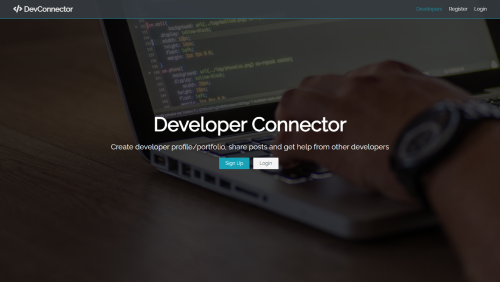 DevConnector
Developers Register Login
Developer Connector
Create developer profile/portfolio, share posts and get help from other developers
Sign Up Login